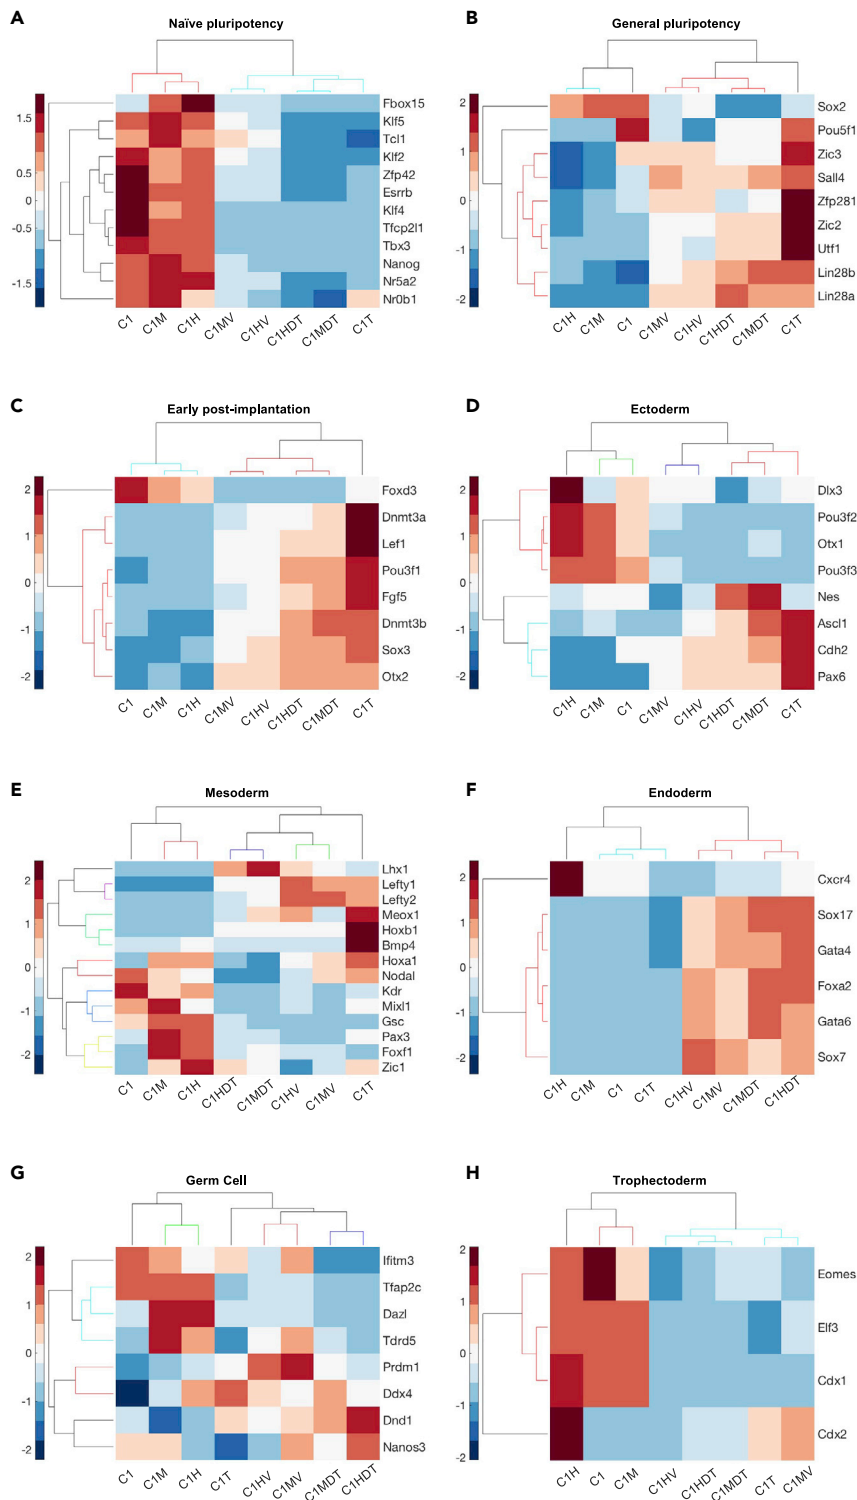 A
Naïve pluripotency
1.5
0.5
0
-0.5
-1.5
Fbox15
Klf5
Tcl1
Klf2
Zfp42
Esrrb
Klf4
Tfcp2l1
Tbx3
Nanog
Nr5a2
Nr0b1
C1
C1M
C1H
C1MV
C1HV
C1HDT
C1MDT
C1T
B
General pluripotency
2
1
0
-1
-2
Sox2
Pou5f1
Zic3
Sall4
Zfp281
Zic2
Utf1
Lin28b
Lin28a
C1H
C1M
C1
C1MV
C1HV
C1HDT
C1MDT
C1T
C
Early post-implantation
2
1
0
-1
-2
Foxd3
Dnmt3a
Lef1
Pou3f1
Fgf5
Dnmt3b
Sox3
Otx2
C1
C1M
C1H
C1MV
C1HV
C1HDT
C1MDT
C1T
D
Ectoderm
2
1
0
-1
-2
Dlx3
Pou3f2
Otx1
Pou3f3
Nes
Ascl1
Cdh2
Pax6
C1H
C1M
C1
C1MV
C1HV
C1HDT
C1MDT
C1T
E
Mesoderm
2
1
0
-1
-2
Lhx1
Lefty1
Lefty2
Meox1
Hoxb1
Bmp4
Hoxa1
Nodal
Kdr
Mixl1
Gsc
Pax3
Foxf1
Zic1
C1
C1M
C1H
C1HDT
C1MDT
C1HV
C1MV
C1T
F
Endoderm
2
1
0
-1
-2
Cxcr4
Sox17
Gata4
Foxa2
Gata6
Sox7
C1H
C1M
C1
C1T
C1HV
C1MV
C1MDT
C1HDT
G
Germ Cell
2
1
0
-1
-2
Ifitm3
Tfap2c
Dazl
Tdrd5
Prdm1
Ddx4
Dnd1
Nanos3
C1
C1M
C1H
C1T
C1HV
C1MV
C1MDT
C1HDT
H
Trophectoderm
2
1
0
-1
-2
Eomes
Elf3
Cdx1
Cdx2
C1H
C1
C1M
C1HV
C1HDT
C1MDT
C1T
C1MV